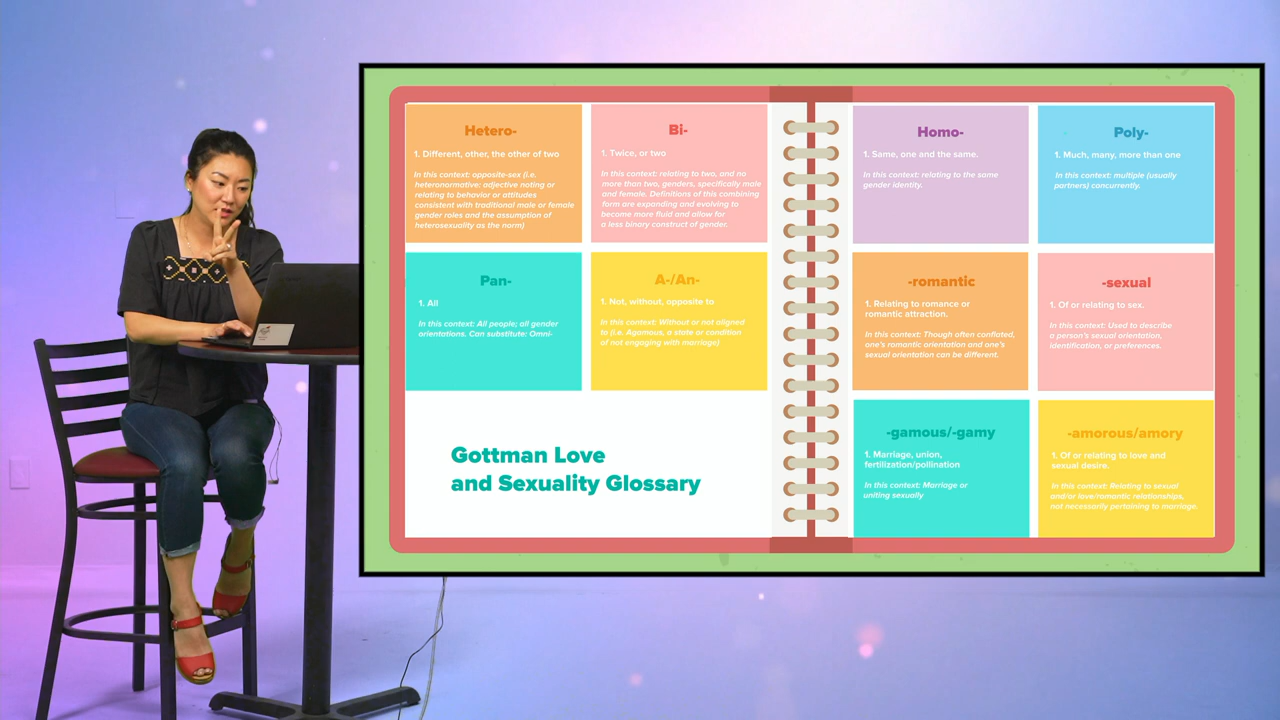 Hetero-
1. Different, other, the other of two
In this context: opposite-sex (i.e.
heteronormative: adjective noting or
relating to behavior or attitudes
consistent with traditional male or female
gender roles and the assumption of
heterosexuality as the norm)
Bi-
1. Twice, or two
In this context: relating to two, and no
more than two, genders, specifically male
and female. Definitions of this combining
form are expanding and evolving to
become more fluid and allow for
a less binary construct of gender.
Pan-
1. All
In this context: All people; all gender
orientations. Can substitute: Omni-
A-/An-
1. Not, without, opposite to
In this context: Without or not aligned
to (i.e. Agamous, a state or condition
of not engaging with marriage)
Gottman Love
and Sexuality Glossary
Homo-
1. Same, one and the same.
In this context: relating to the same
gender identity.
Poly-
1. Much, many, more than one
In this context: multiple (usually
partners) concurrently.
-romantic
1. Relating to romance or
romantic attraction.
In this context: Though often conflated,
one's romantic orientation and one's
sexual orientation can be different.
-sexual
1. Of or relating to sex.
In this context: Used to describe
a person's sexual orientation,
identification, or preferences.
-gamous/-gamy
1. Marriage, union,
fertilization/pollination
In this context: Marriage or
uniting sexually
-amorous/amory
1. Of or relating to love and
sexual desire.
In this context: Relating to sexual
and/or love/romantic relationships,
not necessarily pertaining to marriage.